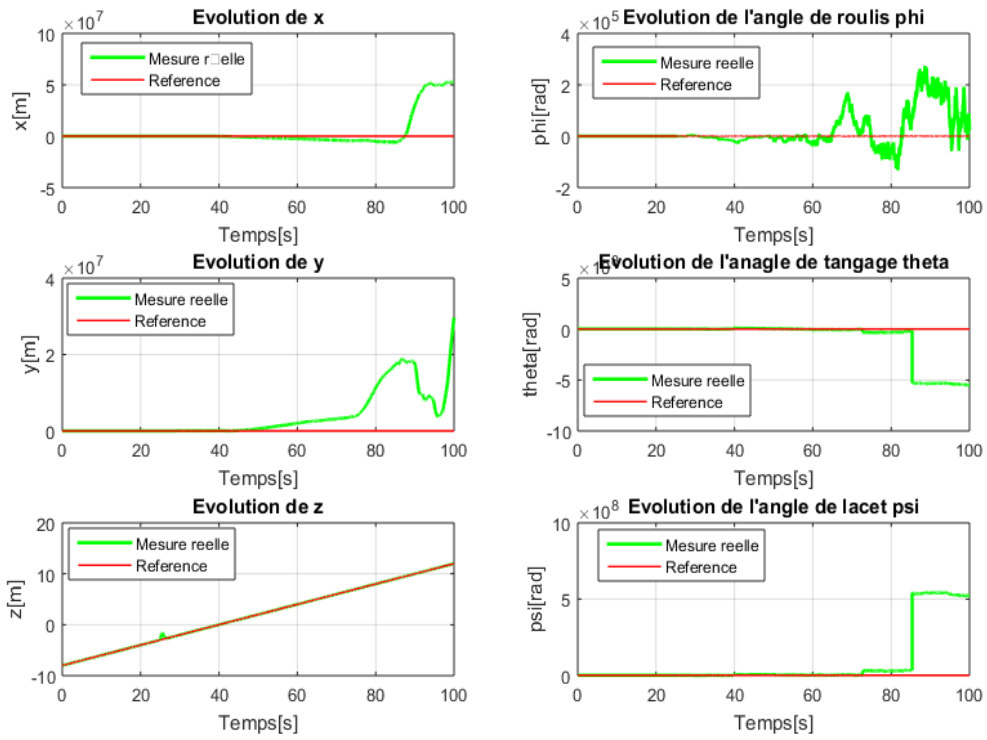 Evolution de x
×10^7
10
5
0
-5
x[m]
Mesure r□elle
Reference
0 20 40 60 80 100
Temps[s]
Evolution de l'angle de roulis phi
×10^5
4
2
0
-2
phi[rad]
Mesure reelle
Reference
0 20 40 60 80 100
Temps[s]
Evolution de y
×10^7
4
2
0
y[m]
Mesure reelle
Reference
0 20 40 60 80 100
Temps[s]
Evolution de l'anagle de tangage theta
5
0
-5
-10
theta[rad]
Mesure reelle
Reference
0 20 40 60 80 100
Temps[s]
Evolution de z
20
10
0
-10
z[m]
Mesure reelle
Reference
0 20 40 60 80 100
Temps[s]
Evolution de l'angle de lacet psi
×10^8
10
5
0
psi[rad]
Mesure reelle
Reference
0 20 40 60 80 100
Temps[s]